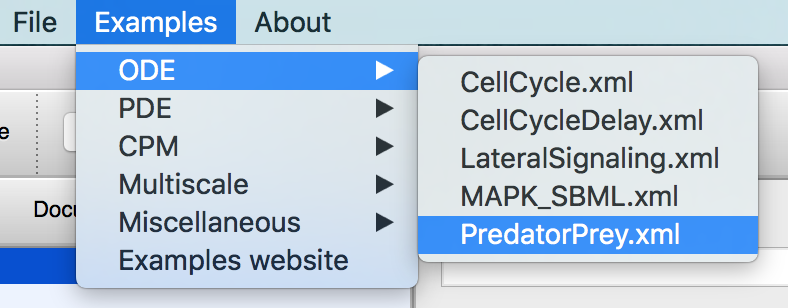 File Examples About
ODE
PDE
CPM
Multiscale
Miscellaneous
Examples website
CellCycle.xml
CellCycleDelay.xml
LateralSignaling.xml
MAPK_SBML.xml
PredatorPrey.xml
e
Docu